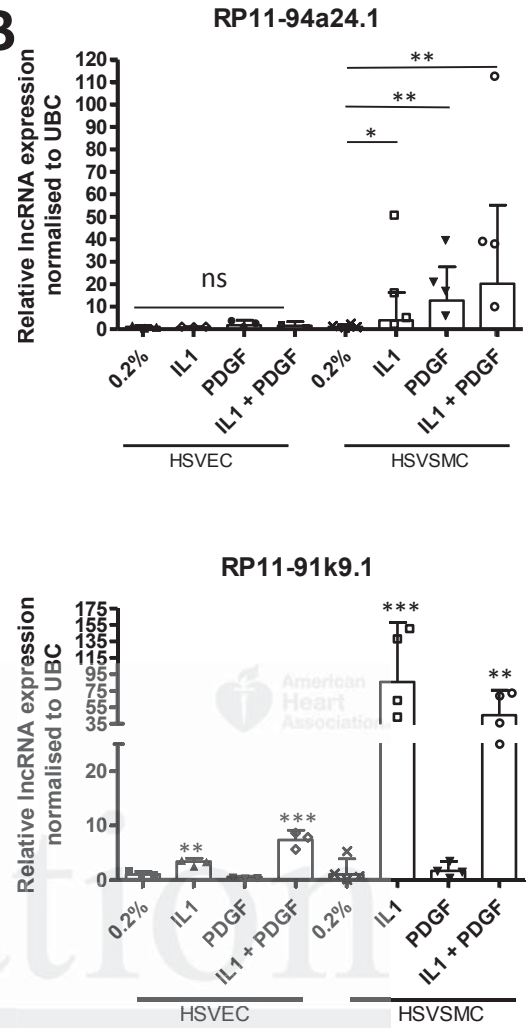 B
RP11-94a24.1
Relative lncRNA expression
normalised to UBC
120
110
100
90
80
70
60
50
40
30
20
10
0
ns
*
**
**
0.2%
IL1
PDGF
IL1 + PDGF
0.2%
IL1
PDGF
IL1 + PDGF
HSVEC
HSVSMC
RP11-91k9.1
Relative lncRNA expression
normalised to UBC
175
155
135
115
95
75
55
35
20
10
0
**
***
***
**
American
Heart
Association
0.2%
IL1
PDGF
IL1 + PDGF
0.2%
IL1
PDGF
IL1 + PDGF
HSVEC
HSVSMC